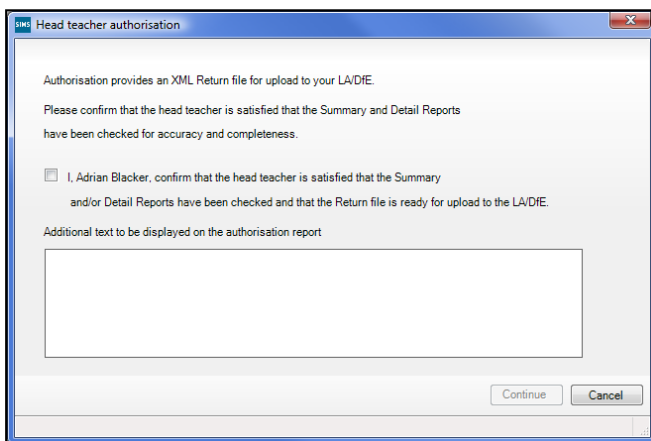 SIMS Head teacher authorisation
Authorisation provides an XML Return file for upload to your LA/DfE.
Please confirm that the head teacher is satisfied that the Summary and Detail Reports
have been checked for accuracy and completeness.
I, Adrian Blacker, confirm that the head teacher is satisfied that the Summary
and/or Detail Reports have been checked and that the Return file is ready for upload to the LA/DfE.
Additional text to be displayed on the authorisation report
Continue Cancel